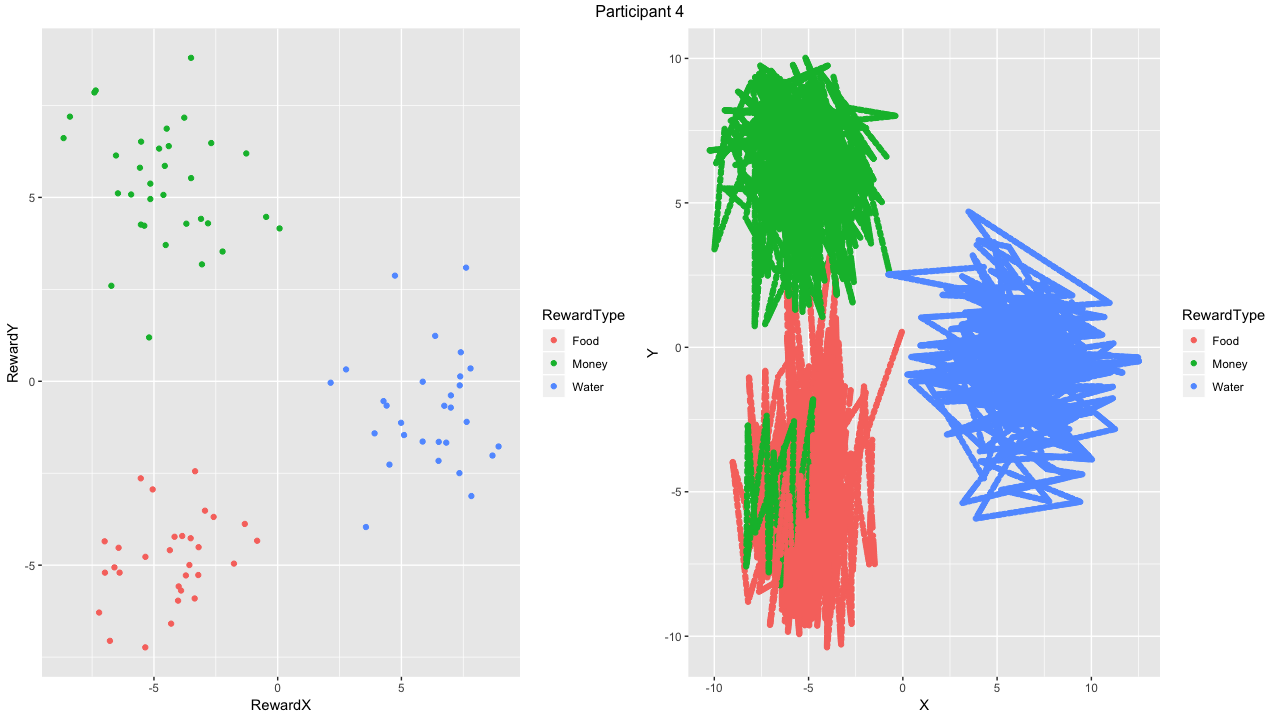 Participant 4
RewardY
5
0
-5
-5
0
5
RewardX
RewardType
Food
Money
Water
Y
10
5
0
-5
-10
-10
-5
0
5
10
X
RewardType
Food
Money
Water